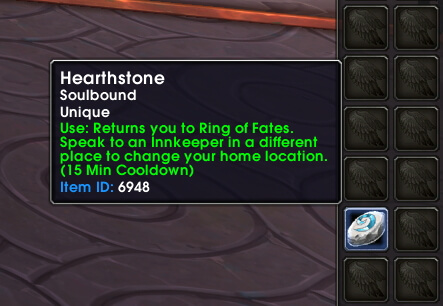 Hearthstone
Soulbound
Unique
Use: Returns you to Ring of Fates.
Speak to an Innkeeper in a different
place to change your home location.
(15 Min Cooldown)
Item ID: 6948